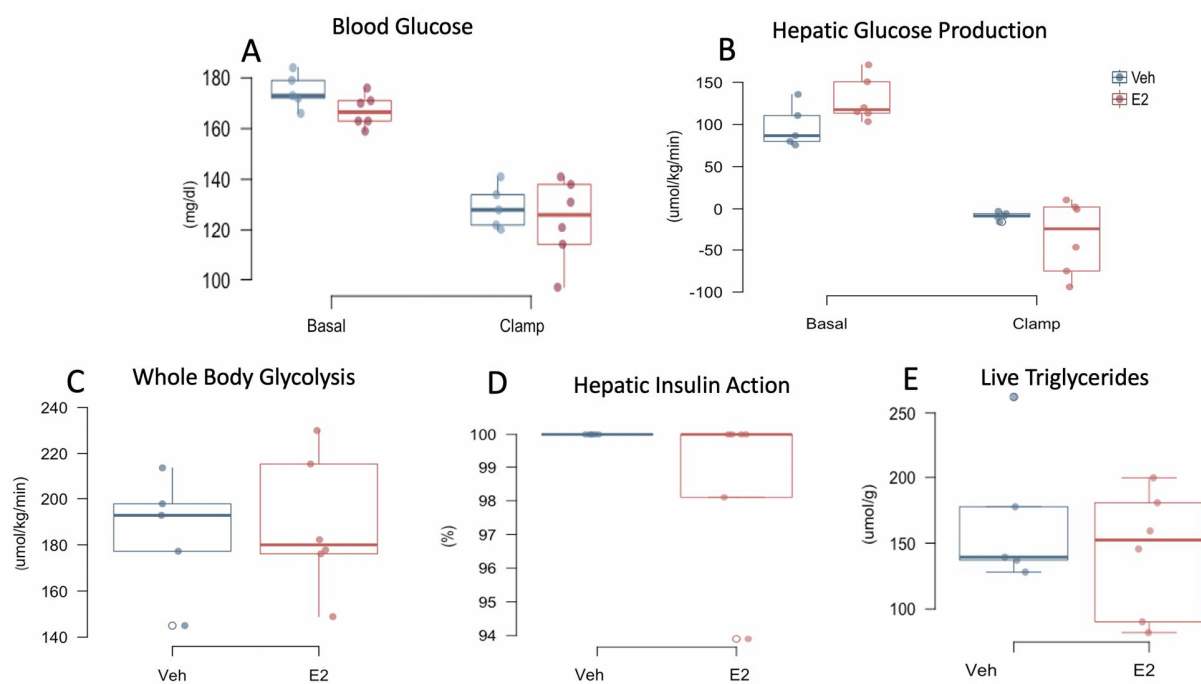 A
Blood Glucose
(mg/dl)
180
160
140
120
100
Basal
Clamp
B
Hepatic Glucose Production
(umol/kg/min)
150
100
50
0
-50
-100
Basal
Clamp
Veh
E2
C
Whole Body Glycolysis
(umol/kg/min)
240
220
200
180
160
140
Veh
E2
D
Hepatic Insulin Action
(%)
100
99
98
97
96
95
94
Veh
E2
E
Live Triglycerides
(umol/g)
250
200
150
100
Veh
E2